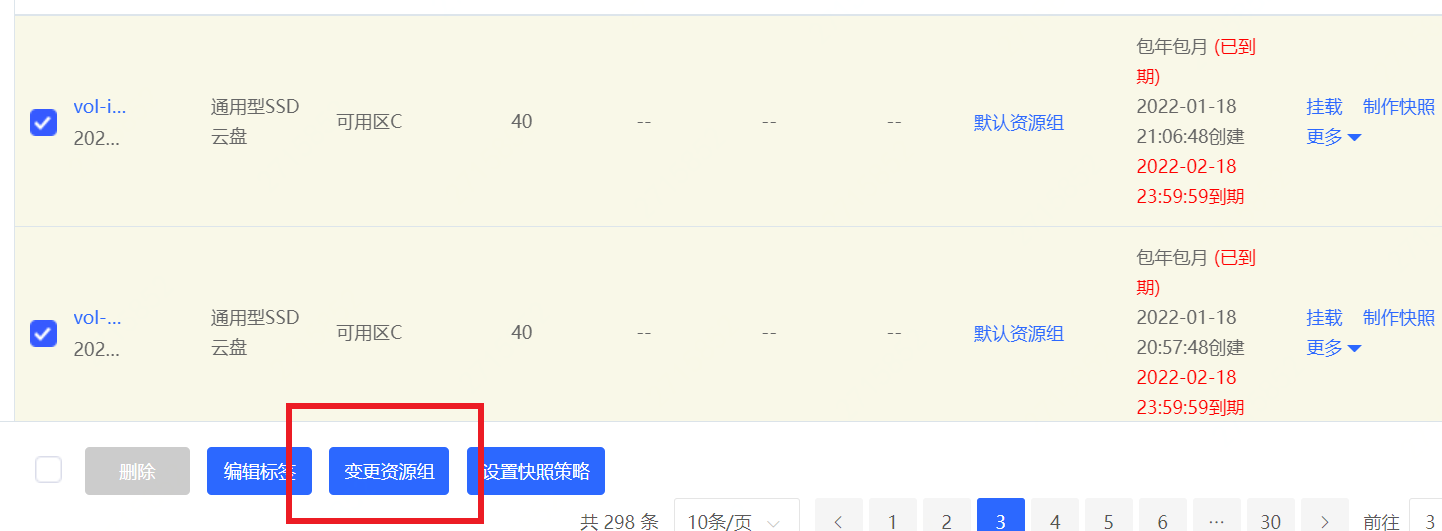 包年包月 (已到
期)
vol-i...
202...
通用型SSD
云盘
可用区C
40
--
--
--
默认资源组
2022-01-18
21:06:48创建
2022-02-18
23:59:59到期
挂载 制作快照
更多
包年包月 (已到
期)
vol-...
202...
通用型SSD
云盘
可用区C
40
--
--
--
默认资源组
2022-01-18
20:57:48创建
2022-02-18
23:59:59到期
挂载 制作快照
更多
删除 编辑标签 变更资源组 设置快照策略
共 298 条 10条/页 < 1 2 3 4 5 6 ... 30 > 前往 3